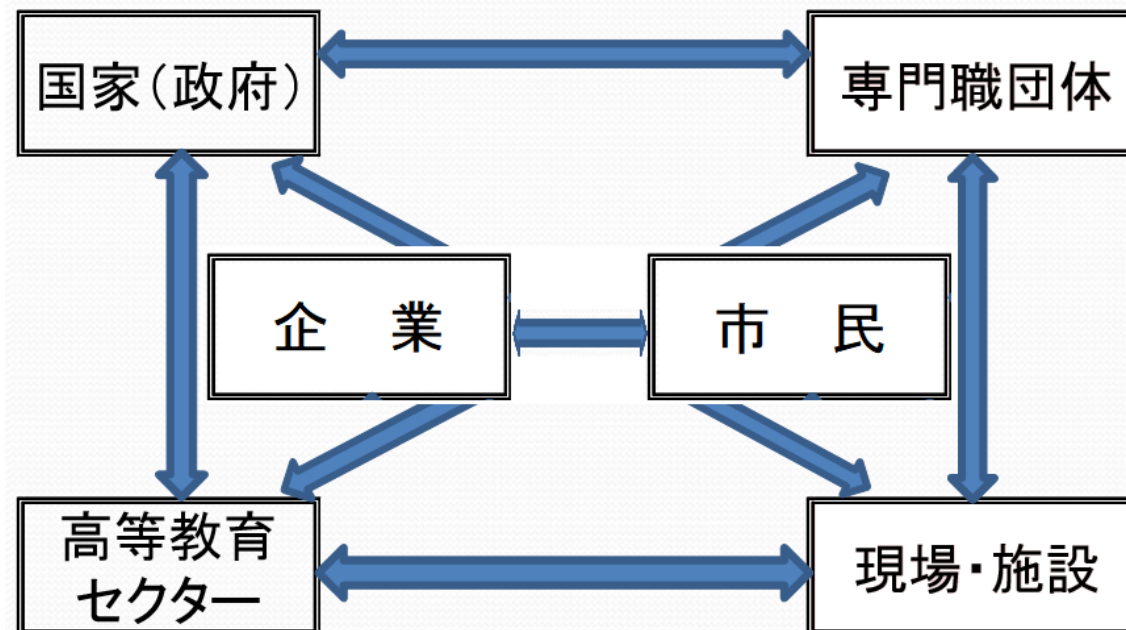 国家(政府)
専門職団体
企　業
市　民
高等教育
セクター
現場・施設